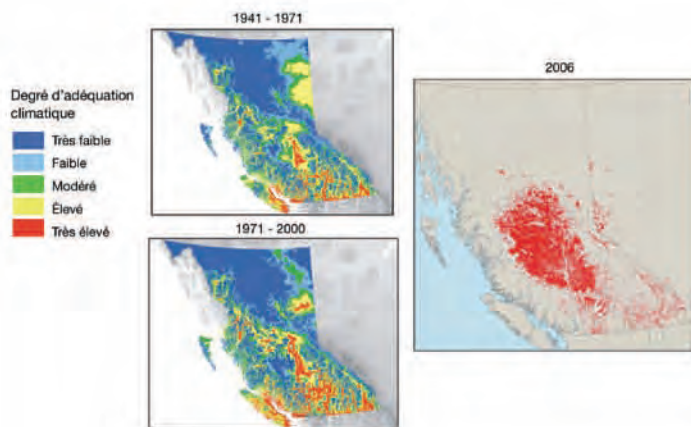 1941 - 1971
2006
Degré d'adéquation
climatique
Très faible
Faible
Modéré
Élevé
Très élevé
1971 - 2000